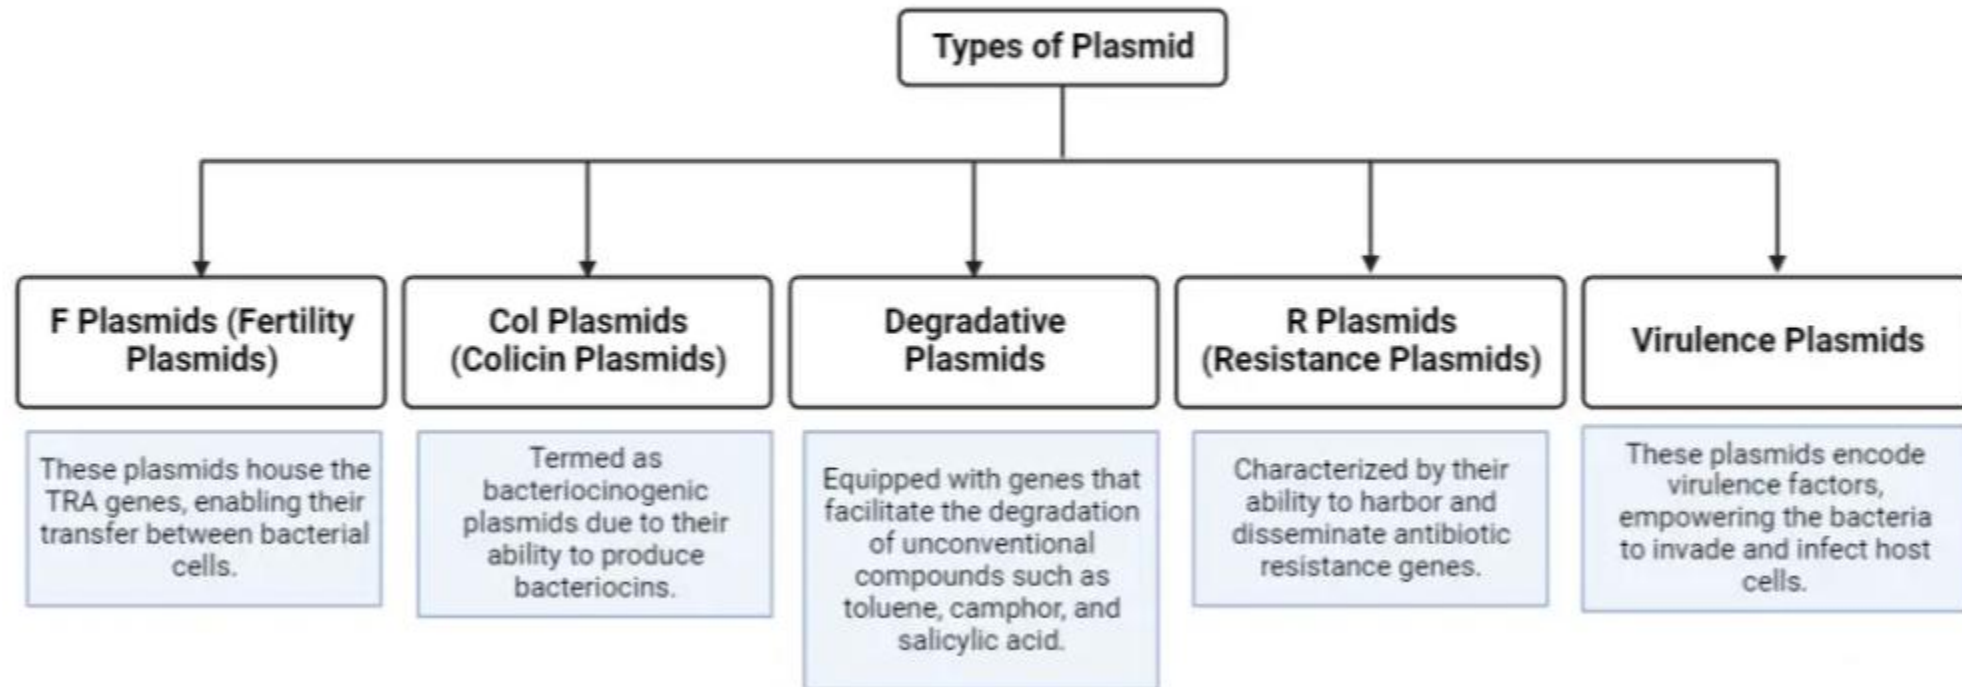 Types of Plasmid
F Plasmids (Fertility
Plasmids)
Col Plasmids
(Colicin Plasmids)
Degradative
Plasmids
R Plasmids
(Resistance Plasmids)
Virulence Plasmids
These plasmids house the
TRA genes, enabling their
transfer between bacterial
cells.
Termed as
bacteriocinogenic
plasmids due to their
ability to produce
bacteriocins.
Equipped with genes that
facilitate the degradation
of unconventional
compounds such as
toluene, camphor, and
salicylic acid.
Characterized by their
ability to harbor and
disseminate antibiotic
resistance genes.
These plasmids encode
virulence factors,
empowering the bacteria
to invade and infect host
cells.